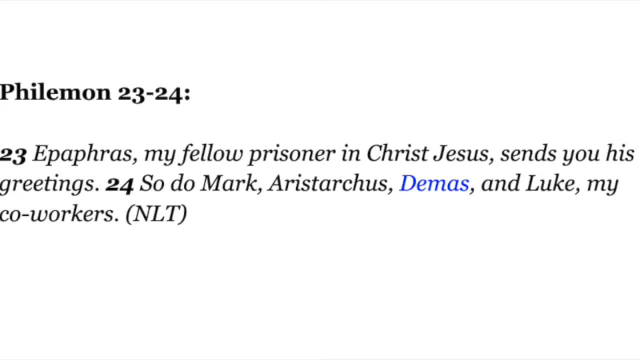 Philemon 23-24:
23 Epaphras, my fellow prisoner in Christ Jesus, sends you his
greetings. 24 So do Mark, Aristarchus, Demas, and Luke, my
co-workers. (NLT)